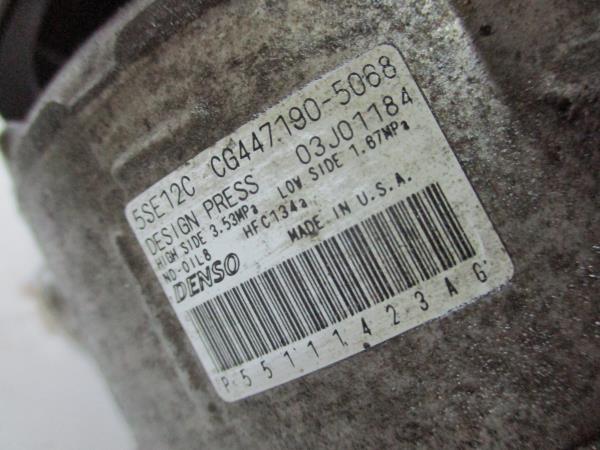 5SE12C CG447190-5068
DESIGN PRESS 03J01184
HIGH SIDE 3.53MPa LOW SIDE 1.67MPa
ND-OIL8 HFC134a
DENSO MADE IN U.S.A.
P55111423AG